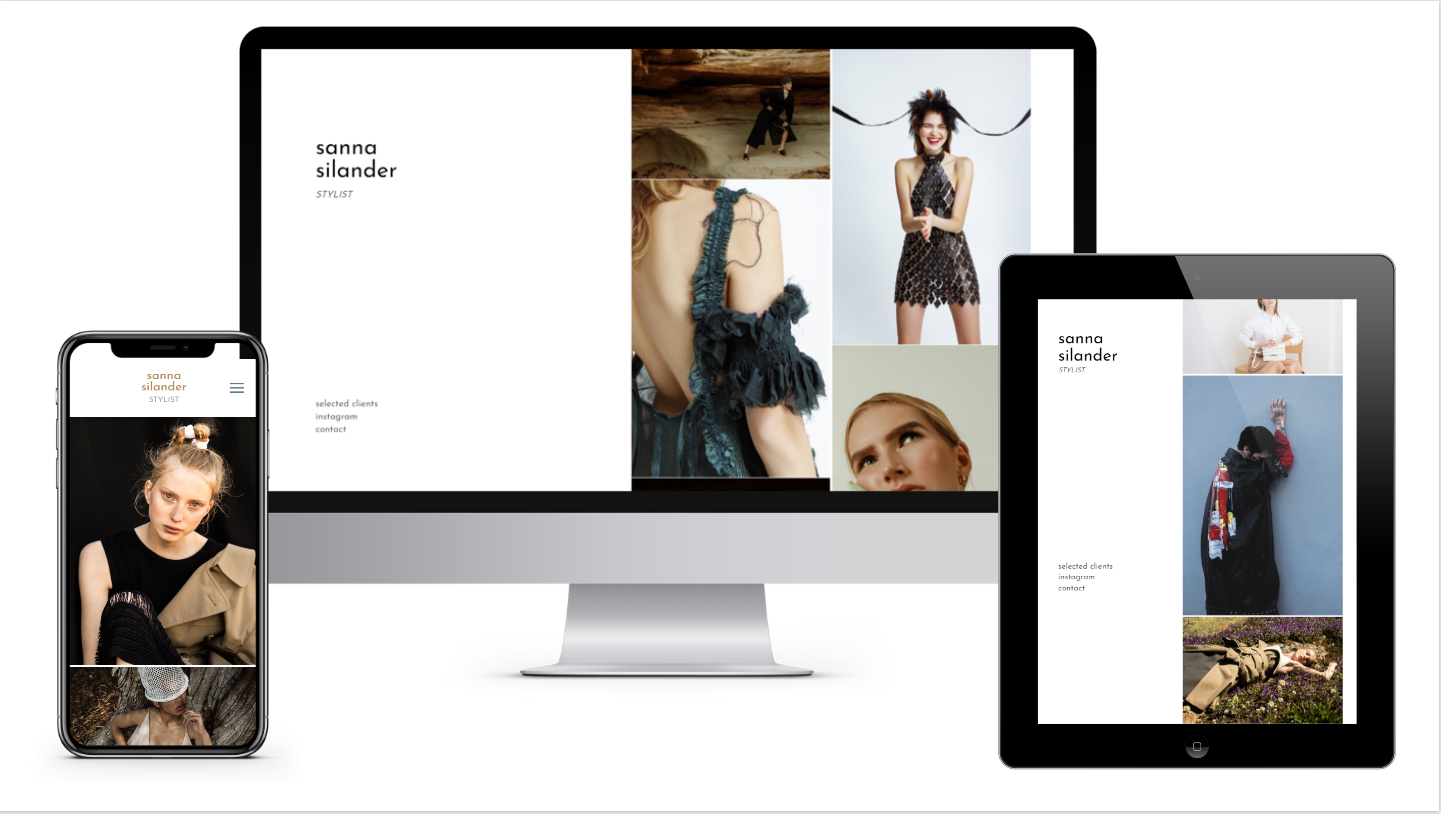 sanna
silander
STYLIST
selected clients
instagram
contact
sanna
silander
STYLIST
sanna
silander
STYLIST
selected clients
instagram
contact